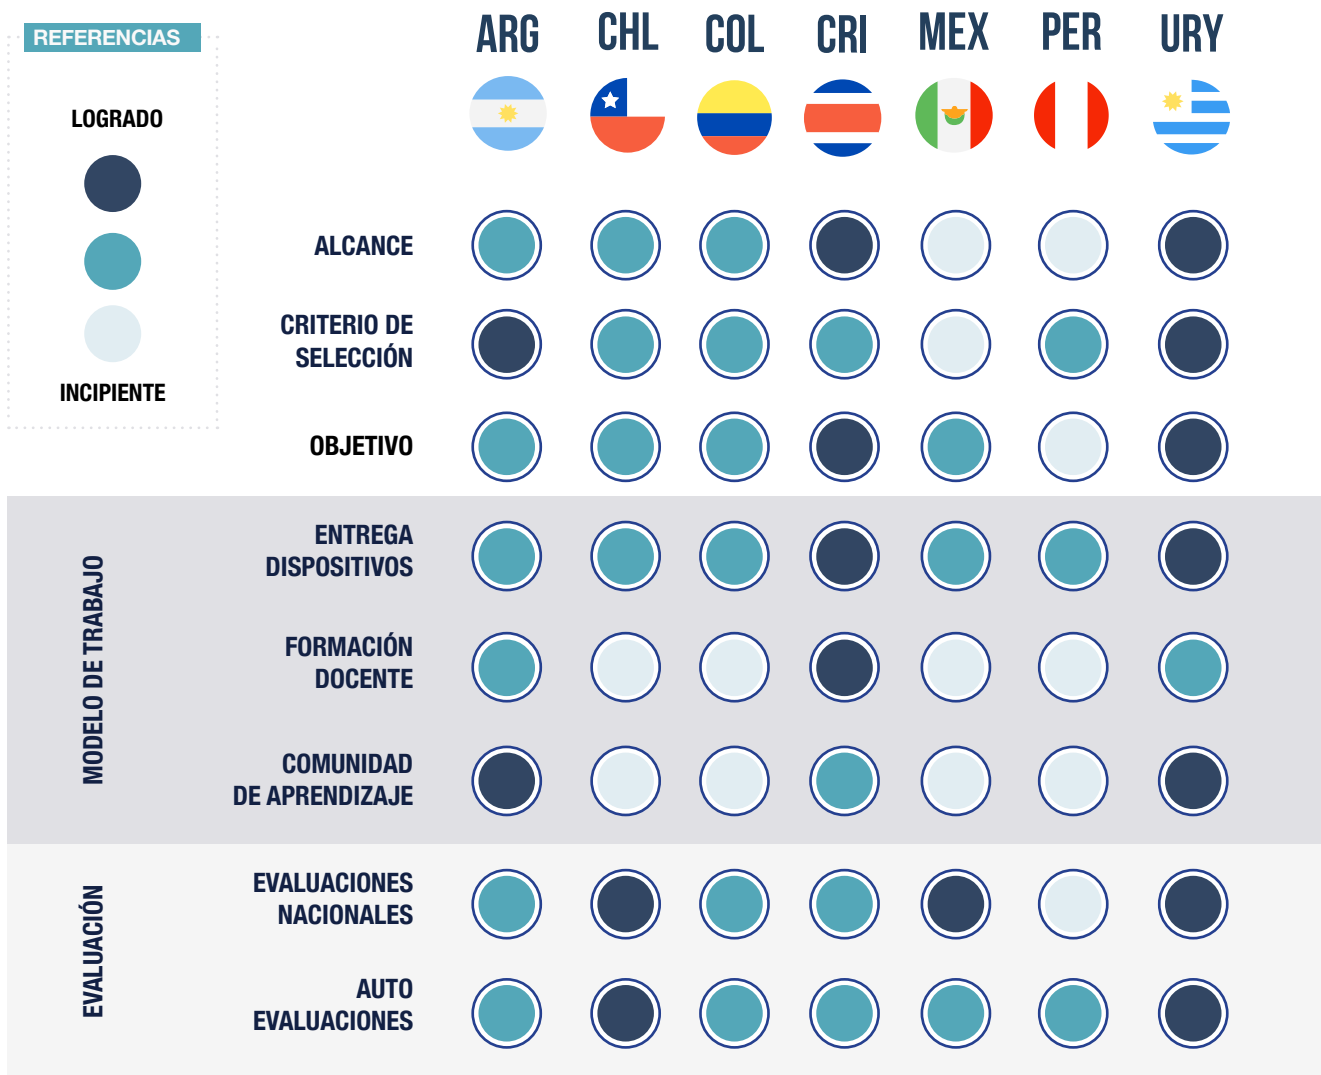 REFERENCIAS
LOGRADO
INCIPIENTE
ARG CHL COL CRI MEX PER URY
ALCANCE
CRITERIO DE
SELECCIÓN
OBJETIVO
MODELO DE TRABAJO
ENTREGA
DISPOSITIVOS
FORMACIÓN
DOCENTE
COMUNIDAD
DE APRENDIZAJE
EVALUACIÓN
EVALUACIONES
NACIONALES
AUTO
EVALUACIONES